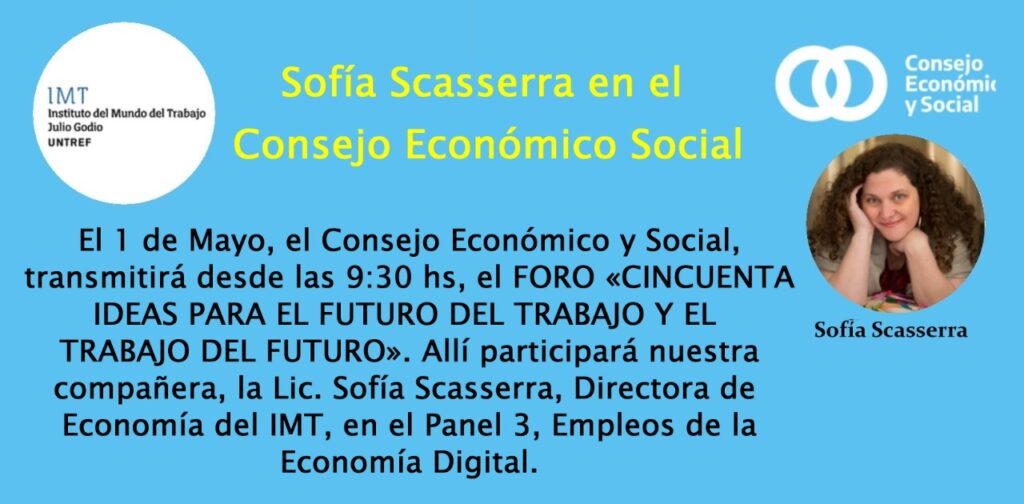 IMT
Instituto del Mundo del Trabajo
Julio Godio
UNTREF
Sofía Scasserra en el
Consejo Económico Social
Consejo
Económic
y Social
El 1 de Mayo, el Consejo Económico y Social,
transmitirá desde las 9:30 hs, el FORO «CINCUENTA
IDEAS PARA EL FUTURO DEL TRABAJO Y EL
TRABAJO DEL FUTURO». Allí participará nuestra
compañera, la Lic. Sofía Scasserra, Directora de
Economía del IMT, en el Panel 3, Empleos de la
Economía Digital.
Sofía Scasserra